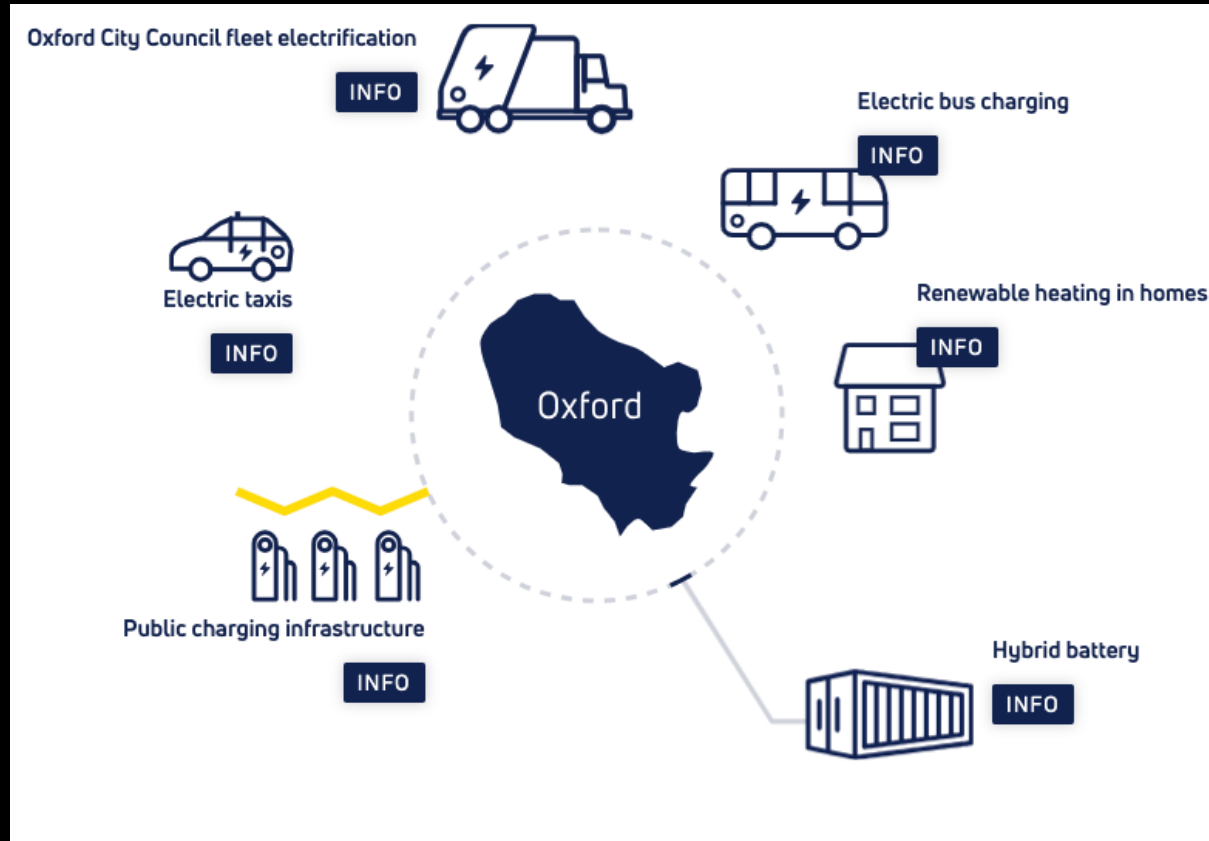 Oxford City Council fleet electrification
INFO
Electric bus charging
INFO
Electric taxis
INFO
Renewable heating in homes
INFO
Oxford
Public charging infrastructure
INFO
Hybrid battery
INFO